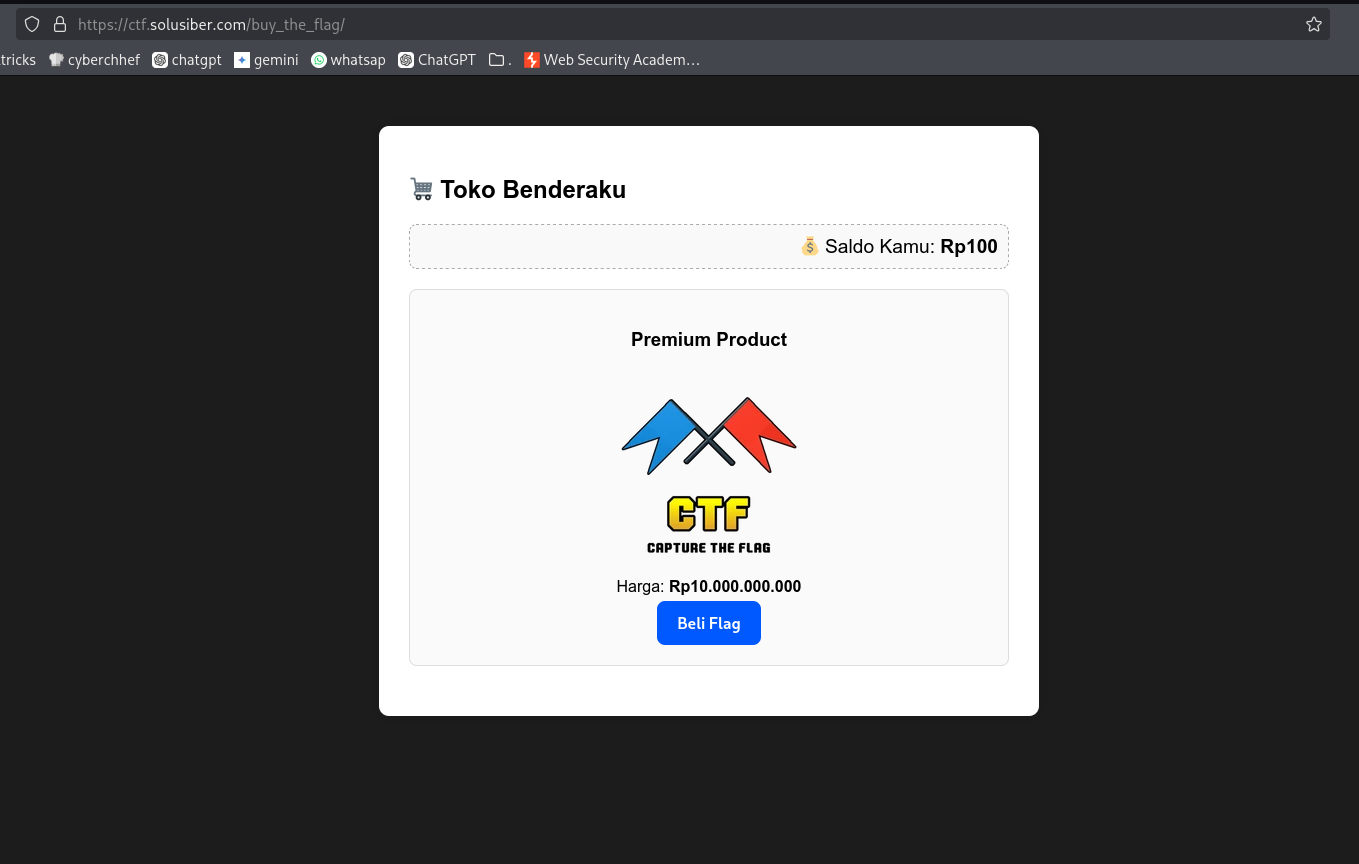 https://ctf.solusiber.com/buy_the_flag/
tricks cyberchhef chatgpt gemini whatsap ChatGPT . Web Security Academ…
Toko Benderaku
Saldo Kamu: Rp100
Premium Product
CTF
CAPTURE THE FLAG
Harga: Rp10.000.000.000
Beli Flag